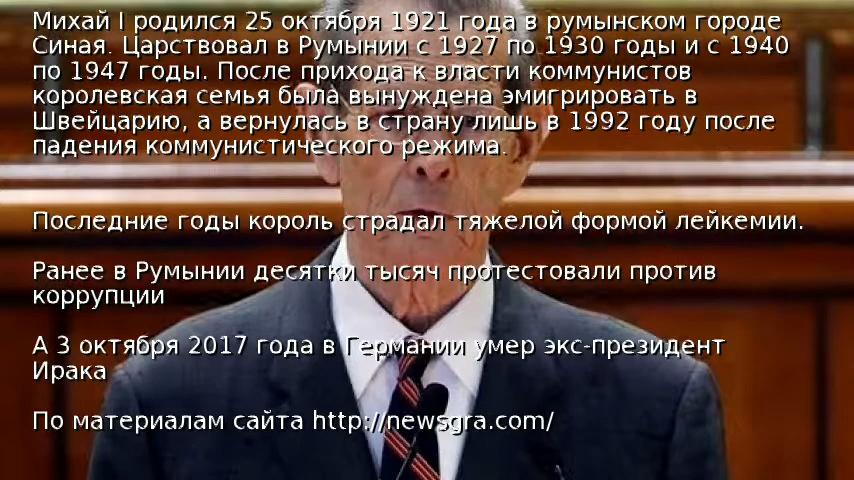 Михай I родился 25 октября 1921 года в румынском городе
Синая. Царствовал в Румынии с 1927 по 1930 годы и с 1940
по 1947 годы. После прихода к власти коммунистов
королевская семья была вынуждена эмигрировать в
Швейцарию, а вернулась в страну лишь в 1992 году после
падения коммунистического режима.
Последние годы король страдал тяжелой формой лейкемии.
Ранее в Румынии десятки тысяч протестовали против
коррупции
А 3 октября 2017 года в Германии умер экс-президент
Ирака
По материалам сайта http://newsgra.com/